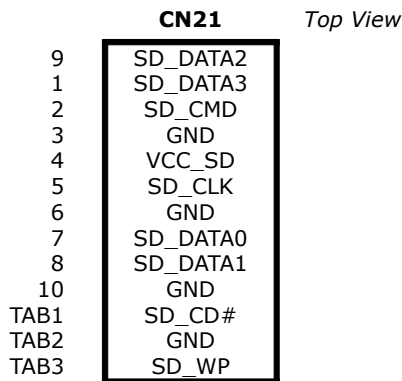 CN21 Top View
9 SD_DATA2
1 SD_DATA3
2 SD_CMD
3 GND
4 VCC_SD
5 SD_CLK
6 GND
7 SD_DATA0
8 SD_DATA1
10 GND
TAB1 SD_CD#
TAB2 GND
TAB3 SD_WP